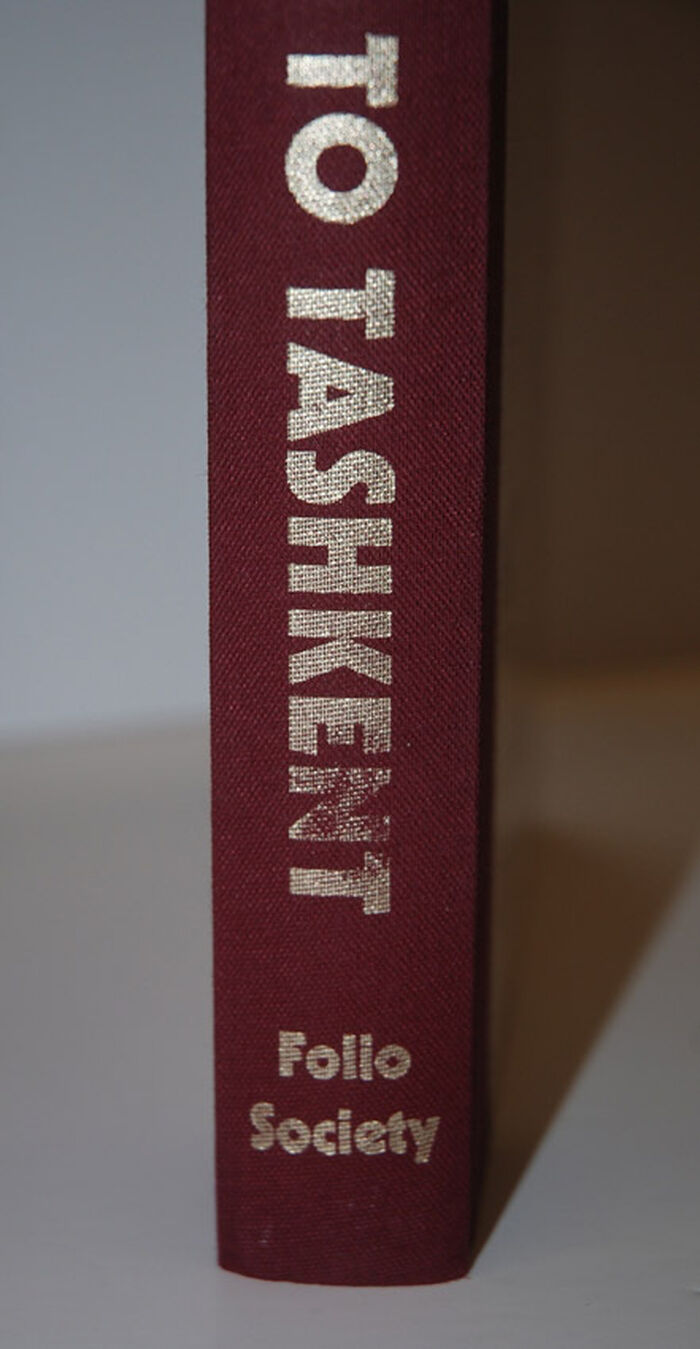 TO TASHKENT
Folio
Society